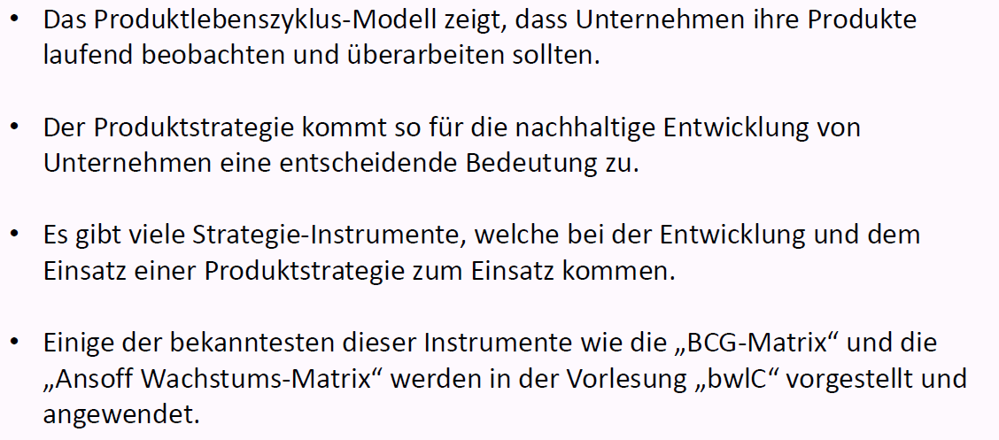 • Das Produktlebenszyklus-Modell zeigt, dass Unternehmen ihre Produkte
laufend beobachten und überarbeiten sollten.
• Der Produktstrategie kommt so für die nachhaltige Entwicklung von
Unternehmen eine entscheidende Bedeutung zu.
• Es gibt viele Strategie-Instrumente, welche bei der Entwicklung und dem
Einsatz einer Produktstrategie zum Einsatz kommen.
• Einige der bekanntesten dieser Instrumente wie die „BCG-Matrix“ und die
„Ansoff Wachstums-Matrix“ werden in der Vorlesung „bwlC“ vorgestellt und
angewendet.